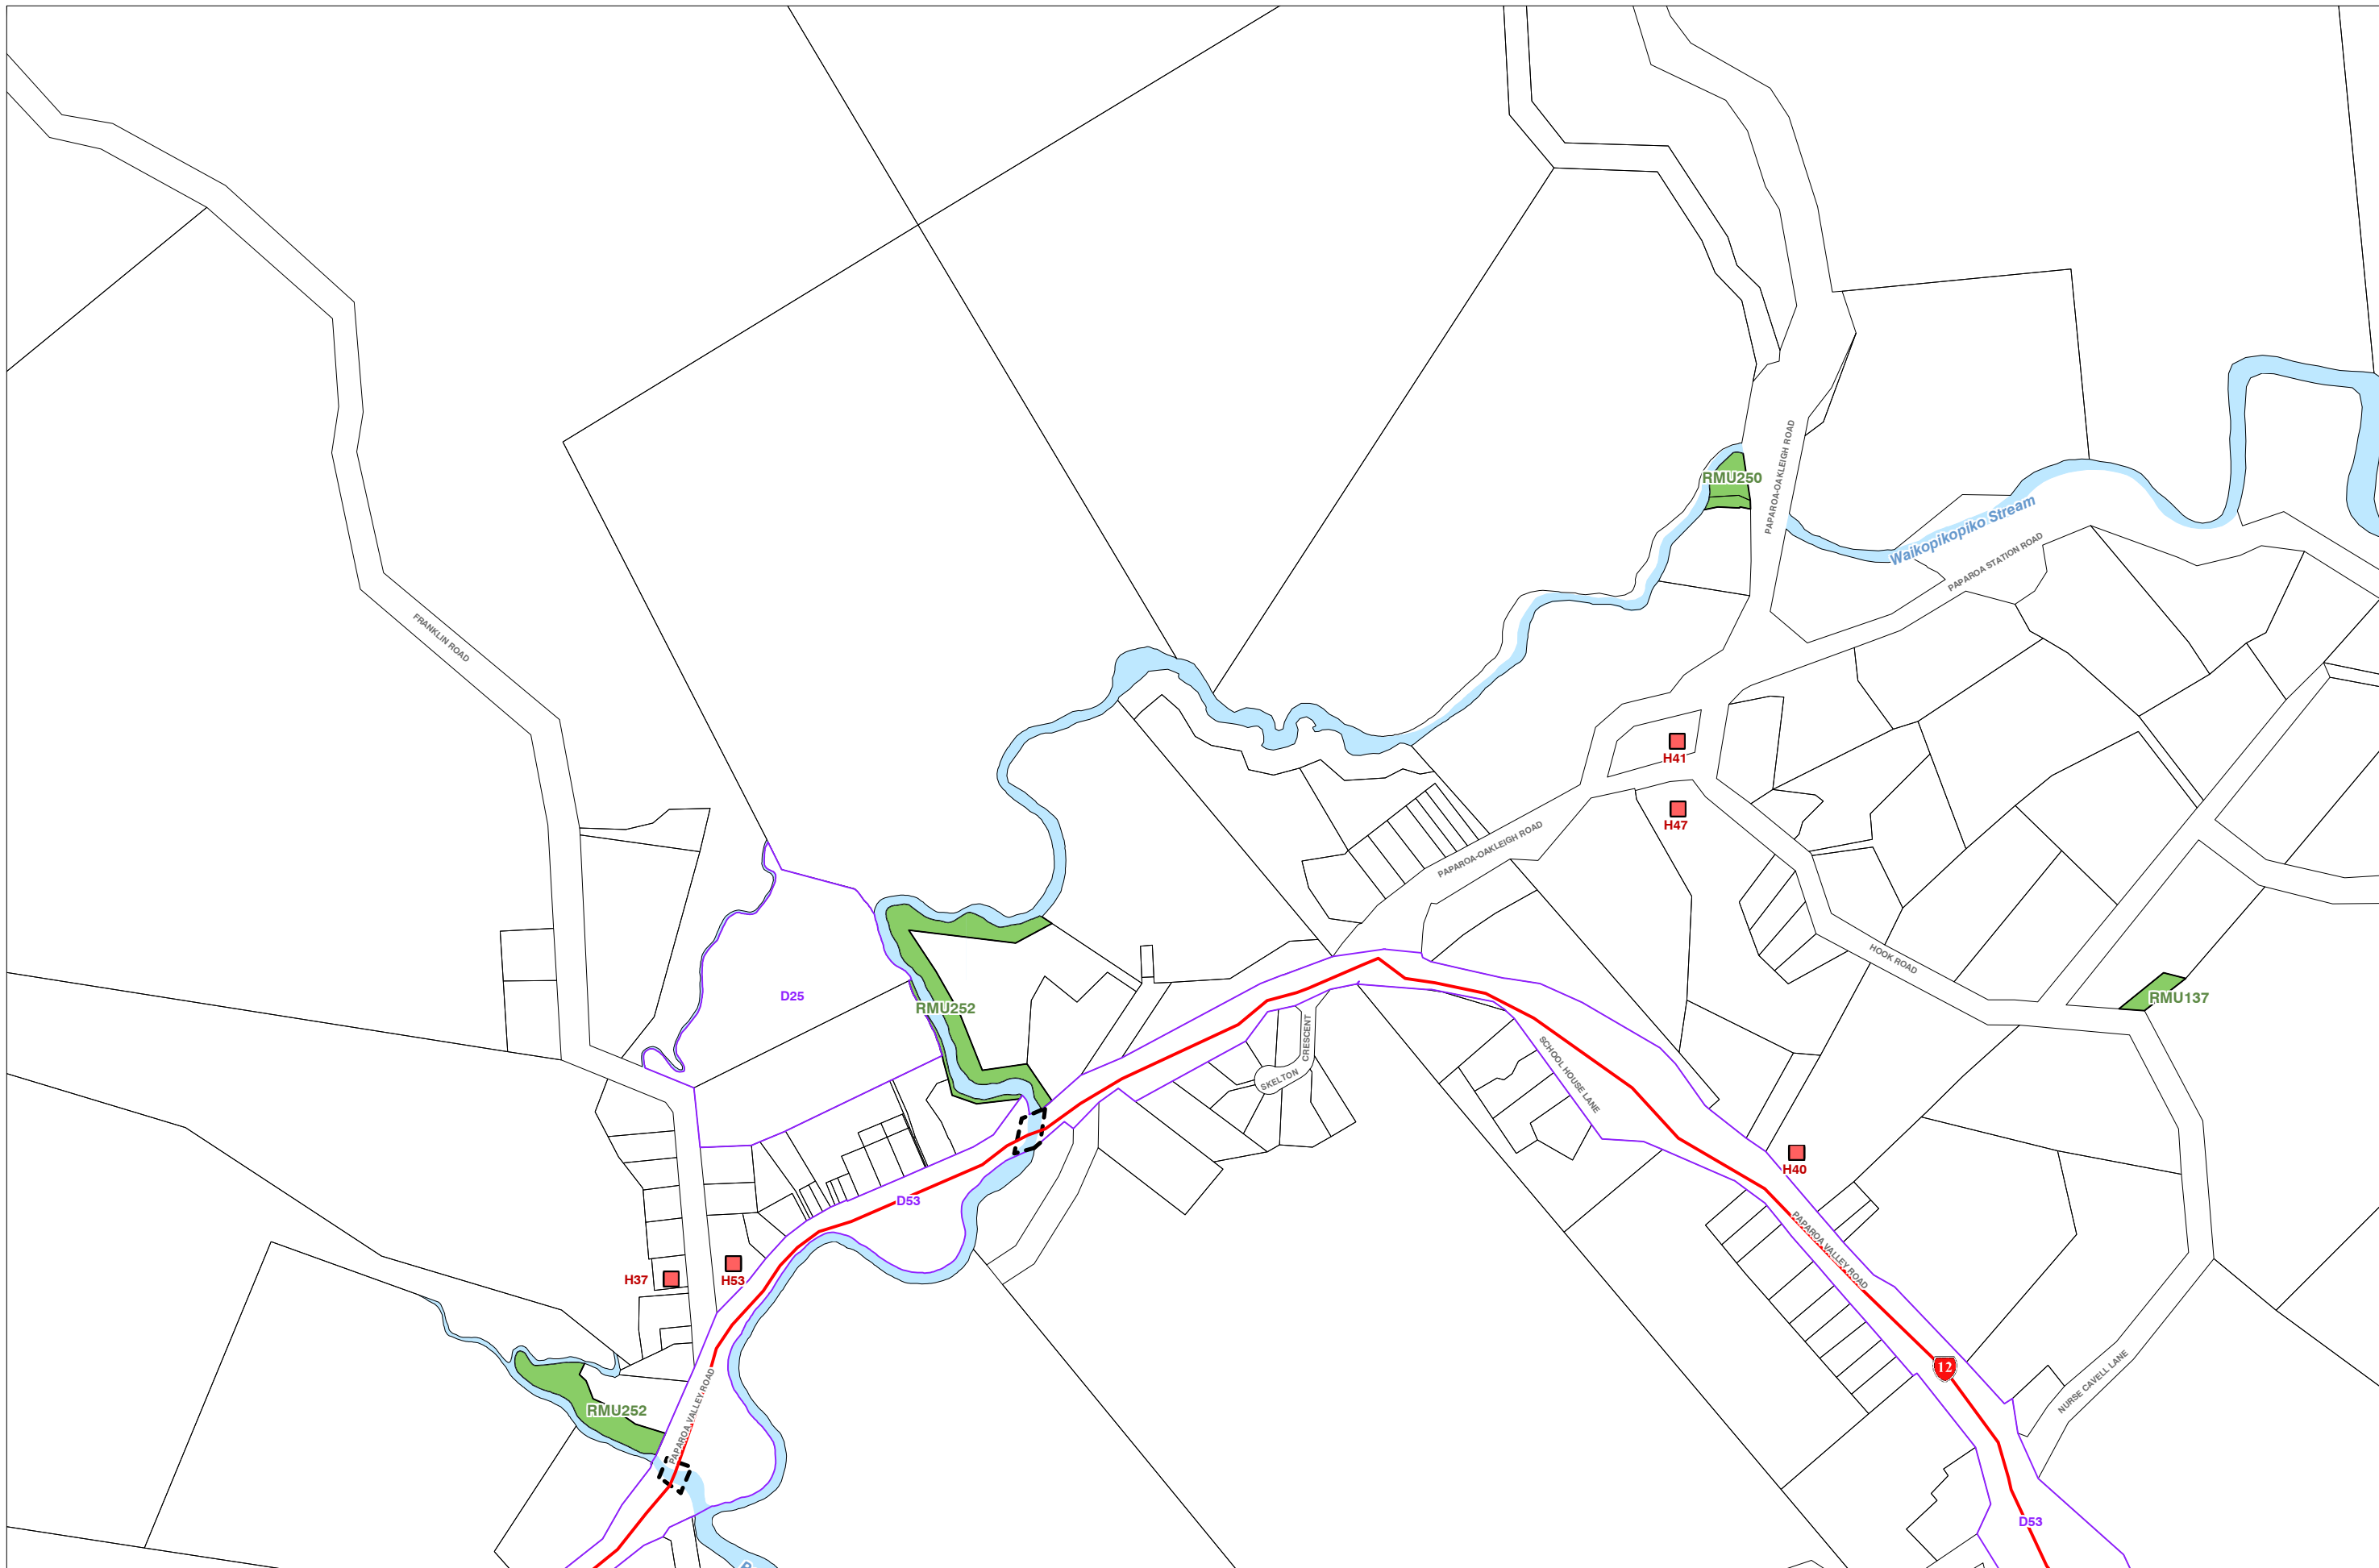 PAPAROA-OAKLEIGH ROAD
RMU250
Waikopikopiko Stream
PAPAROA STATION ROAD
FRANKLIN ROAD
H41
H47
PAPAROA-OAKLEIGH ROAD
HOOK ROAD
D25
RMU252
RMU137
CRESCENT
SKELTON
SCHOOL HOUSE LANE
H40
D53
PAPAROA VALLEY ROAD
H37
H53
12
NURSE CAVELL LANE
PAPAROA VALLEY ROAD
RMU252
D53